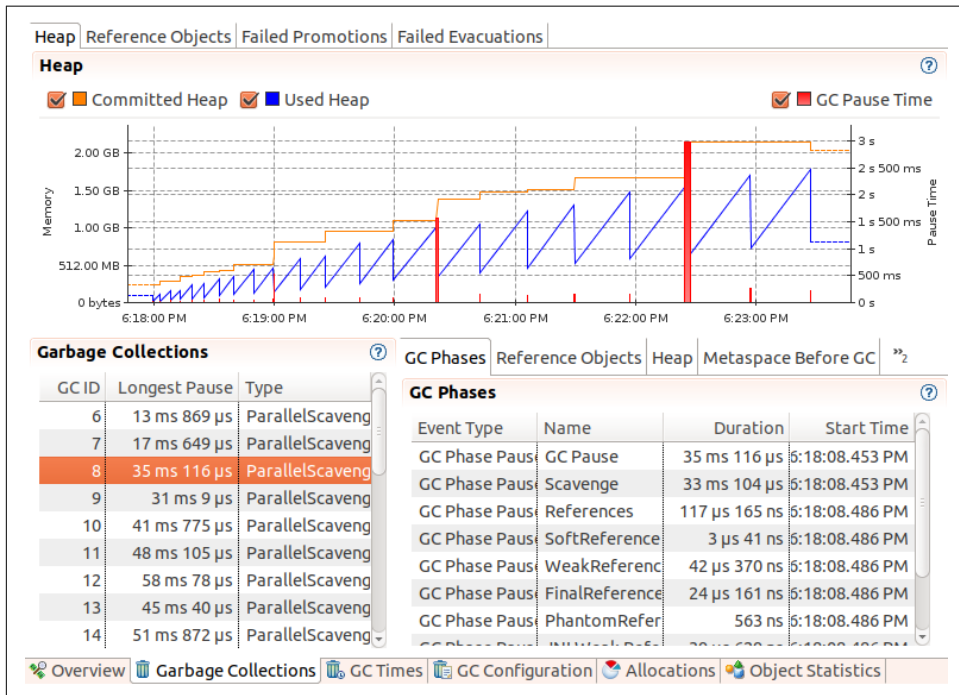 Heap Reference Objects Failed Promotions Failed Evacuations
Heap
Committed Heap Used Heap GC Pause Time
2.00 GB
1.50 GB
1.00 GB
512.00 MB
0 bytes
Memory
3 s
2 s 500 ms
2 s
1 s 500 ms
1 s
500 ms
0 s
Pause Time
6:18:00 PM 6:19:00 PM 6:20:00 PM 6:21:00 PM 6:22:00 PM 6:23:00 PM
Garbage Collections
GC ID Longest Pause Type
6 13 ms 869 µs ParallelScaveng
7 17 ms 649 µs ParallelScaveng
8 35 ms 116 µs ParallelScaveng
9 31 ms 9 µs ParallelScaveng
10 41 ms 775 µs ParallelScaveng
11 48 ms 105 µs ParallelScaveng
12 58 ms 78 µs ParallelScaveng
13 45 ms 40 µs ParallelScaveng
14 51 ms 872 µs ParallelScaveng
GC Phases Reference Objects Heap Metaspace Before GC »2
GC Phases
Event Type Name Duration Start Time
GC Phase Paus GC Pause 35 ms 116 µs 6:18:08.453 PM
GC Phase Paus Scavenge 33 ms 104 µs 6:18:08.453 PM
GC Phase Paus References 117 µs 165 ns 6:18:08.486 PM
GC Phase Paus SoftReference 3 µs 41 ns 6:18:08.486 PM
GC Phase Paus WeakReferenc 42 µs 370 ns 6:18:08.486 PM
GC Phase Paus FinalReference 24 µs 161 ns 6:18:08.486 PM
GC Phase Paus PhantomRefer 563 ns 6:18:08.486 PM
Overview Garbage Collections GC Times GC Configuration Allocations Object Statistics